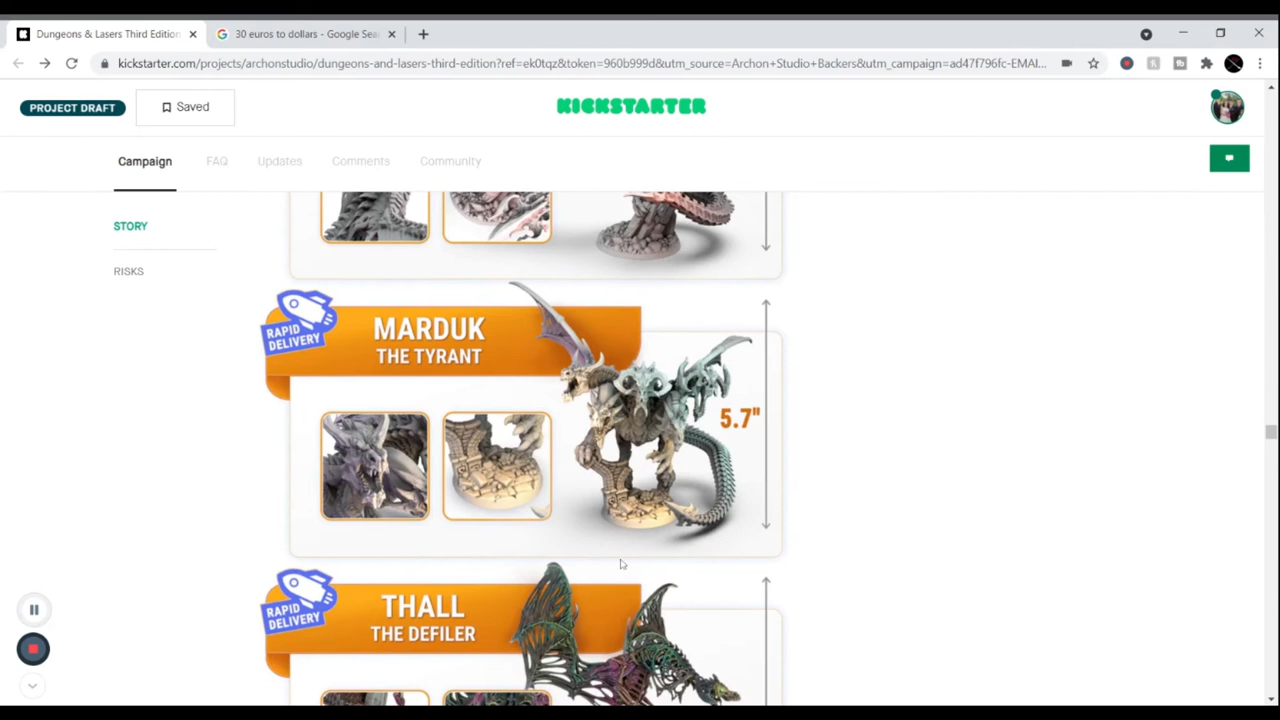 Dungeons & Lasers Third Edition
30 euros to dollars - Google Sea
kickstarter.com/projects/archonstudio/dungeons-and-lasers-third-edition?ref=ek0tqz&token=960b999d&utm_source=Archon+Studio+Backers&utm_campaign=ad47f796fc-EMAI...
PROJECT DRAFT
Saved
KICKSTARTER
Campaign
FAQ
Updates
Comments
Community
STORY
RISKS
RAPID
DELIVERY
MARDUK
THE TYRANT
5.7"
RAPID
DELIVERY
THALL
THE DEFILER